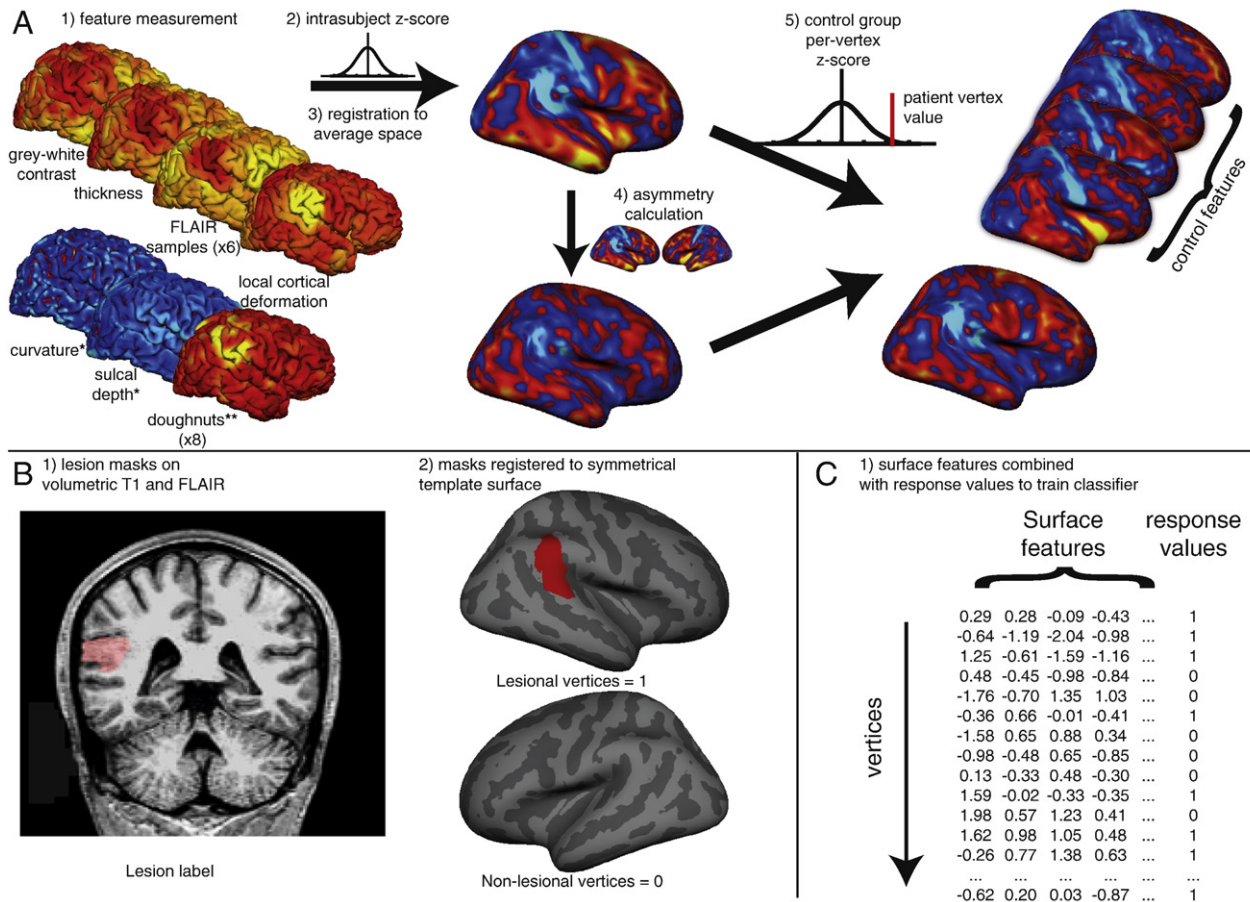 A
1) feature measurement
grey-white
contrast
thickness
FLAIR
samples (x6)
local cortical
deformation
curvature*
sulcal
depth*
doughnuts**
(x8)
2) intrasubject z-score
3) registration to
average space
4) asymmetry
calculation
5) control group
per-vertex
z-score
patient vertex
value
control features
B
1) lesion masks on
volumetric T1 and FLAIR
Lesion label
2) masks registered to symmetrical
template surface
Lesional vertices = 1
Non-lesional vertices = 0
C
1) surface features combined
with response values to train classifier
Surface
features
response
values
vertices
0.29 0.28 -0.09 -0.43 ... 1
-0.64 -1.19 -2.04 -0.98 ... 1
1.25 -0.61 -1.59 -1.16 ... 1
0.48 -0.45 -0.98 -0.84 ... 0
-1.76 -0.70 1.35 1.03 ... 0
-0.36 0.66 -0.01 -0.41 ... 1
-1.58 0.65 0.88 0.34 ... 0
-0.98 -0.48 0.65 -0.85 ... 0
0.13 -0.33 0.48 -0.30 ... 0
1.59 -0.02 -0.33 -0.35 ... 1
1.98 0.57 1.23 0.41 ... 0
1.62 0.98 1.05 0.48 ... 1
-0.26 0.77 1.38 0.63 ... 1
... ... ... ... ... ...
-0.62 0.20 0.03 -0.87 ... 1